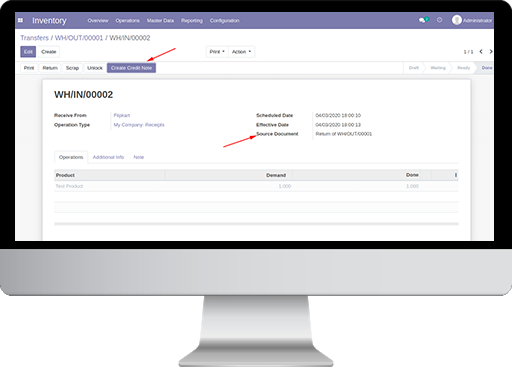 Inventory Overview Operations Master Data Reporting Configuration Administrator
Transfers / WH/OUT/00001 / WH/IN/00002
Edit Create Print Action 1 / 1
Print Return Scrap Unlock Create Credit Note Draft Waiting Ready Done
WH/IN/00002
Receive From Flipkart Scheduled Date 04/03/2020 18:00:10
Operation Type My Company: Receipts Effective Date 04/03/2020 18:00:13
Source Document Return of WH/OUT/00001
Operations Additional Info Note
Product Demand Done
Test Product 1.000 1.000